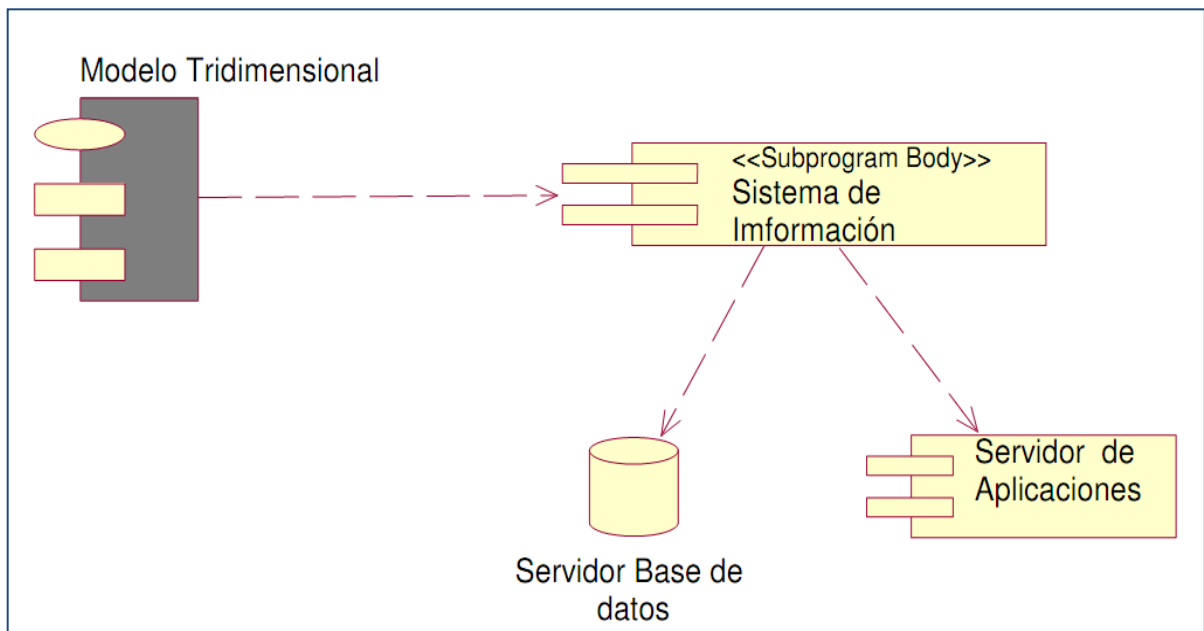 Modelo Tridimensional
<<Subprogram Body>>
Sistema de
Imformación
Servidor de
Aplicaciones
Servidor Base de
datos